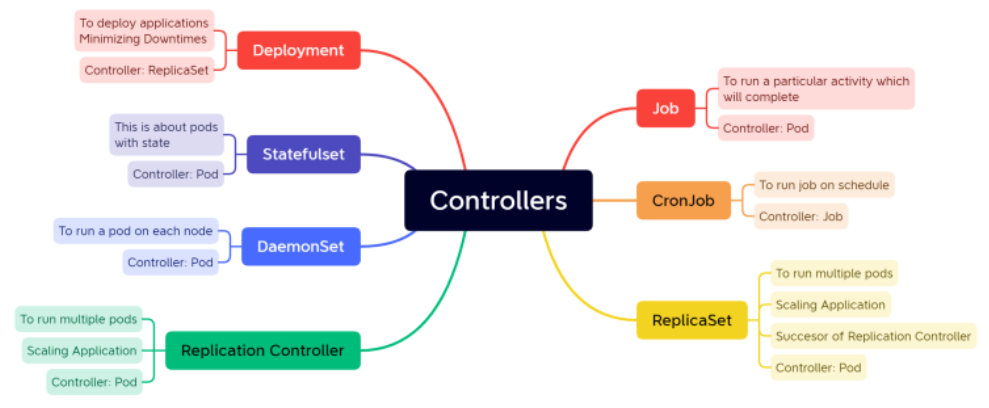 Controllers
Deployment
To deploy applications
Minimizing Downtimes
Controller: ReplicaSet
Statefulset
This is about pods
with state
Controller: Pod
DaemonSet
To run a pod on each node
Controller: Pod
Replication Controller
To run multiple pods
Scaling Application
Controller: Pod
Job
To run a particular activity which
will complete
Controller: Pod
CronJob
To run job on schedule
Controller: Job
ReplicaSet
To run multiple pods
Scaling Application
Succesor of Replication Controller
Controller: Pod